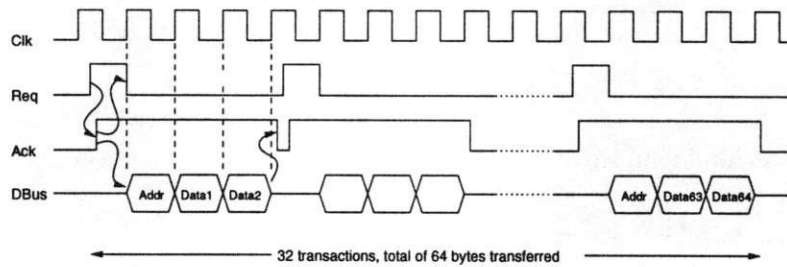 Clk
Req
Ack
DBus Addr Data1 Data2 Addr Data63 Data64
32 transactions, total of 64 bytes transferred